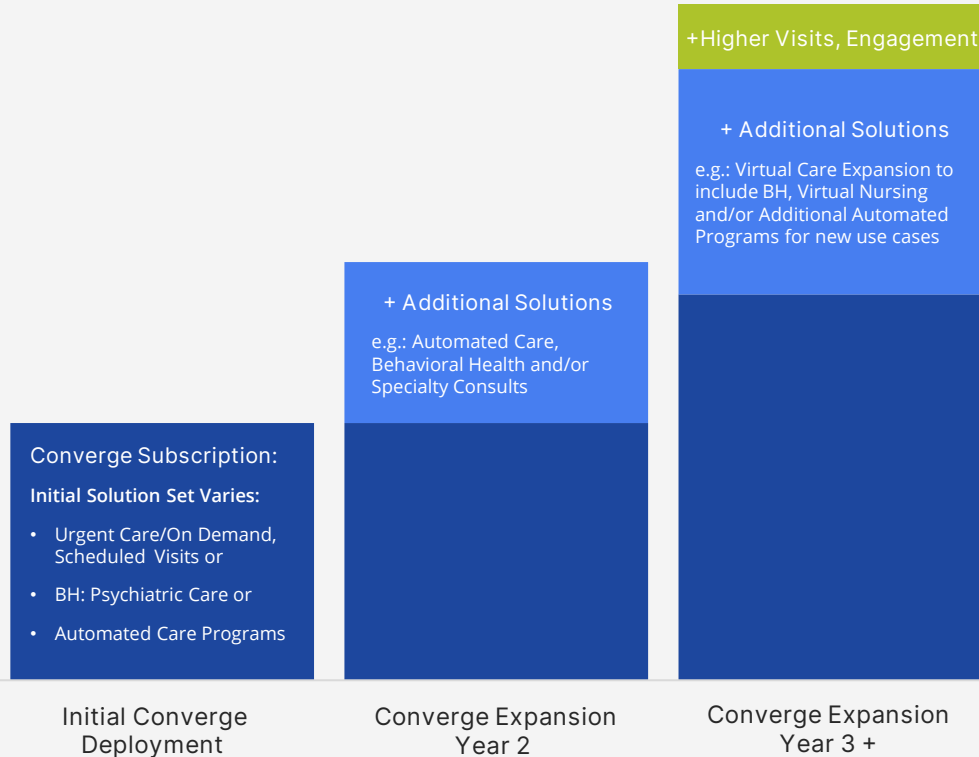 +Higher Visits, Engagement
+ Additional Solutions
e.g.: Virtual Care Expansion to
include BH, Virtual Nursing
and/or Additional Automated
Programs for new use cases
+ Additional Solutions
e.g.: Automated Care,
Behavioral Health and/or
Specialty Consults
Converge Subscription:
Initial Solution Set Varies:
• Urgent Care/On Demand,
Scheduled Visits or
• BH: Psychiatric Care or
• Automated Care Programs
Initial Converge
Deployment
Converge Expansion
Year 2
Converge Expansion
Year 3 +